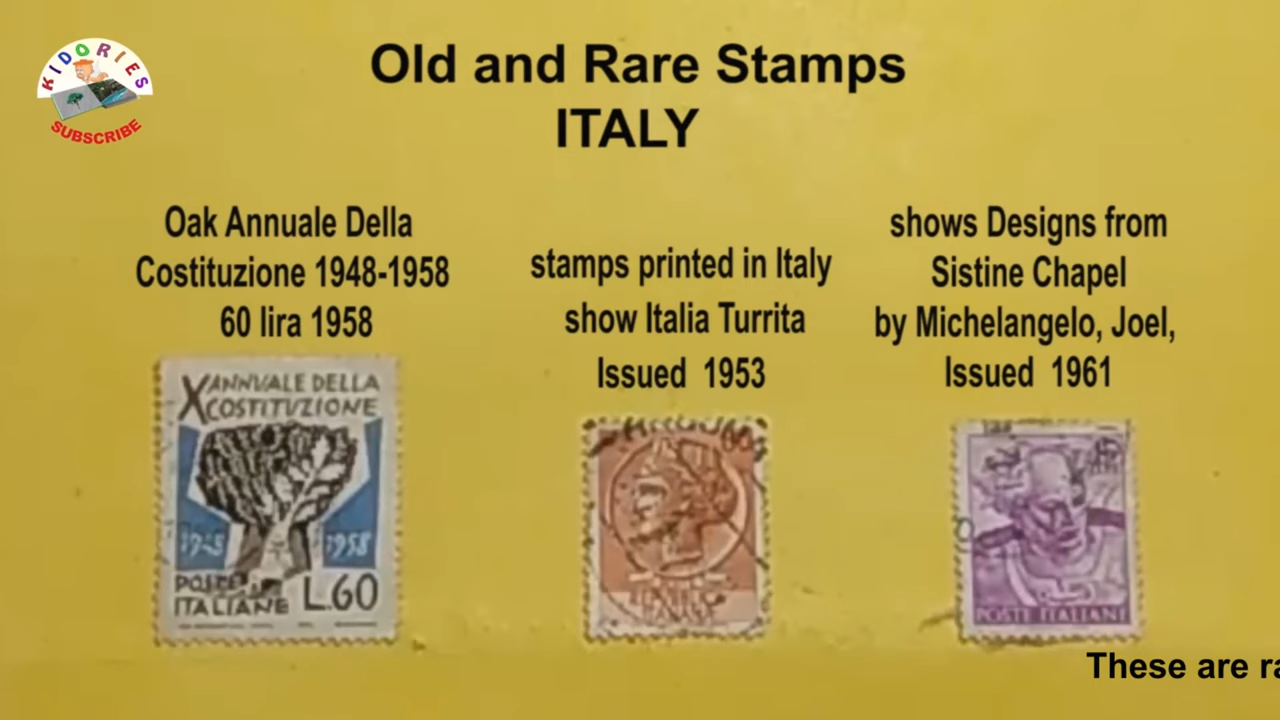 KIDORIES
SUBSCRIBE
Old and Rare Stamps
ITALY
Oak Annuale Della
Costituzione 1948-1958
60 lira 1958
stamps printed in Italy
show Italia Turrita
Issued 1953
shows Designs from
Sistine Chapel
by Michelangelo, Joel,
Issued 1961
X ANNUALE DELLA
COSTITUZIONE
1948 1958
POSTE
ITALIANE L.60
POSTE ITALIANE
These are ra